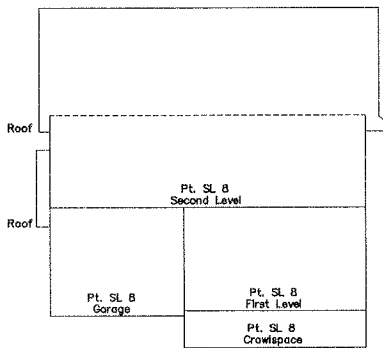 Roof
Pt. SL 8
Second Level
Roof
Pt. SL 8
Garage
Pt. SL 8
First Level
Pt. SL 8
Crawlspace